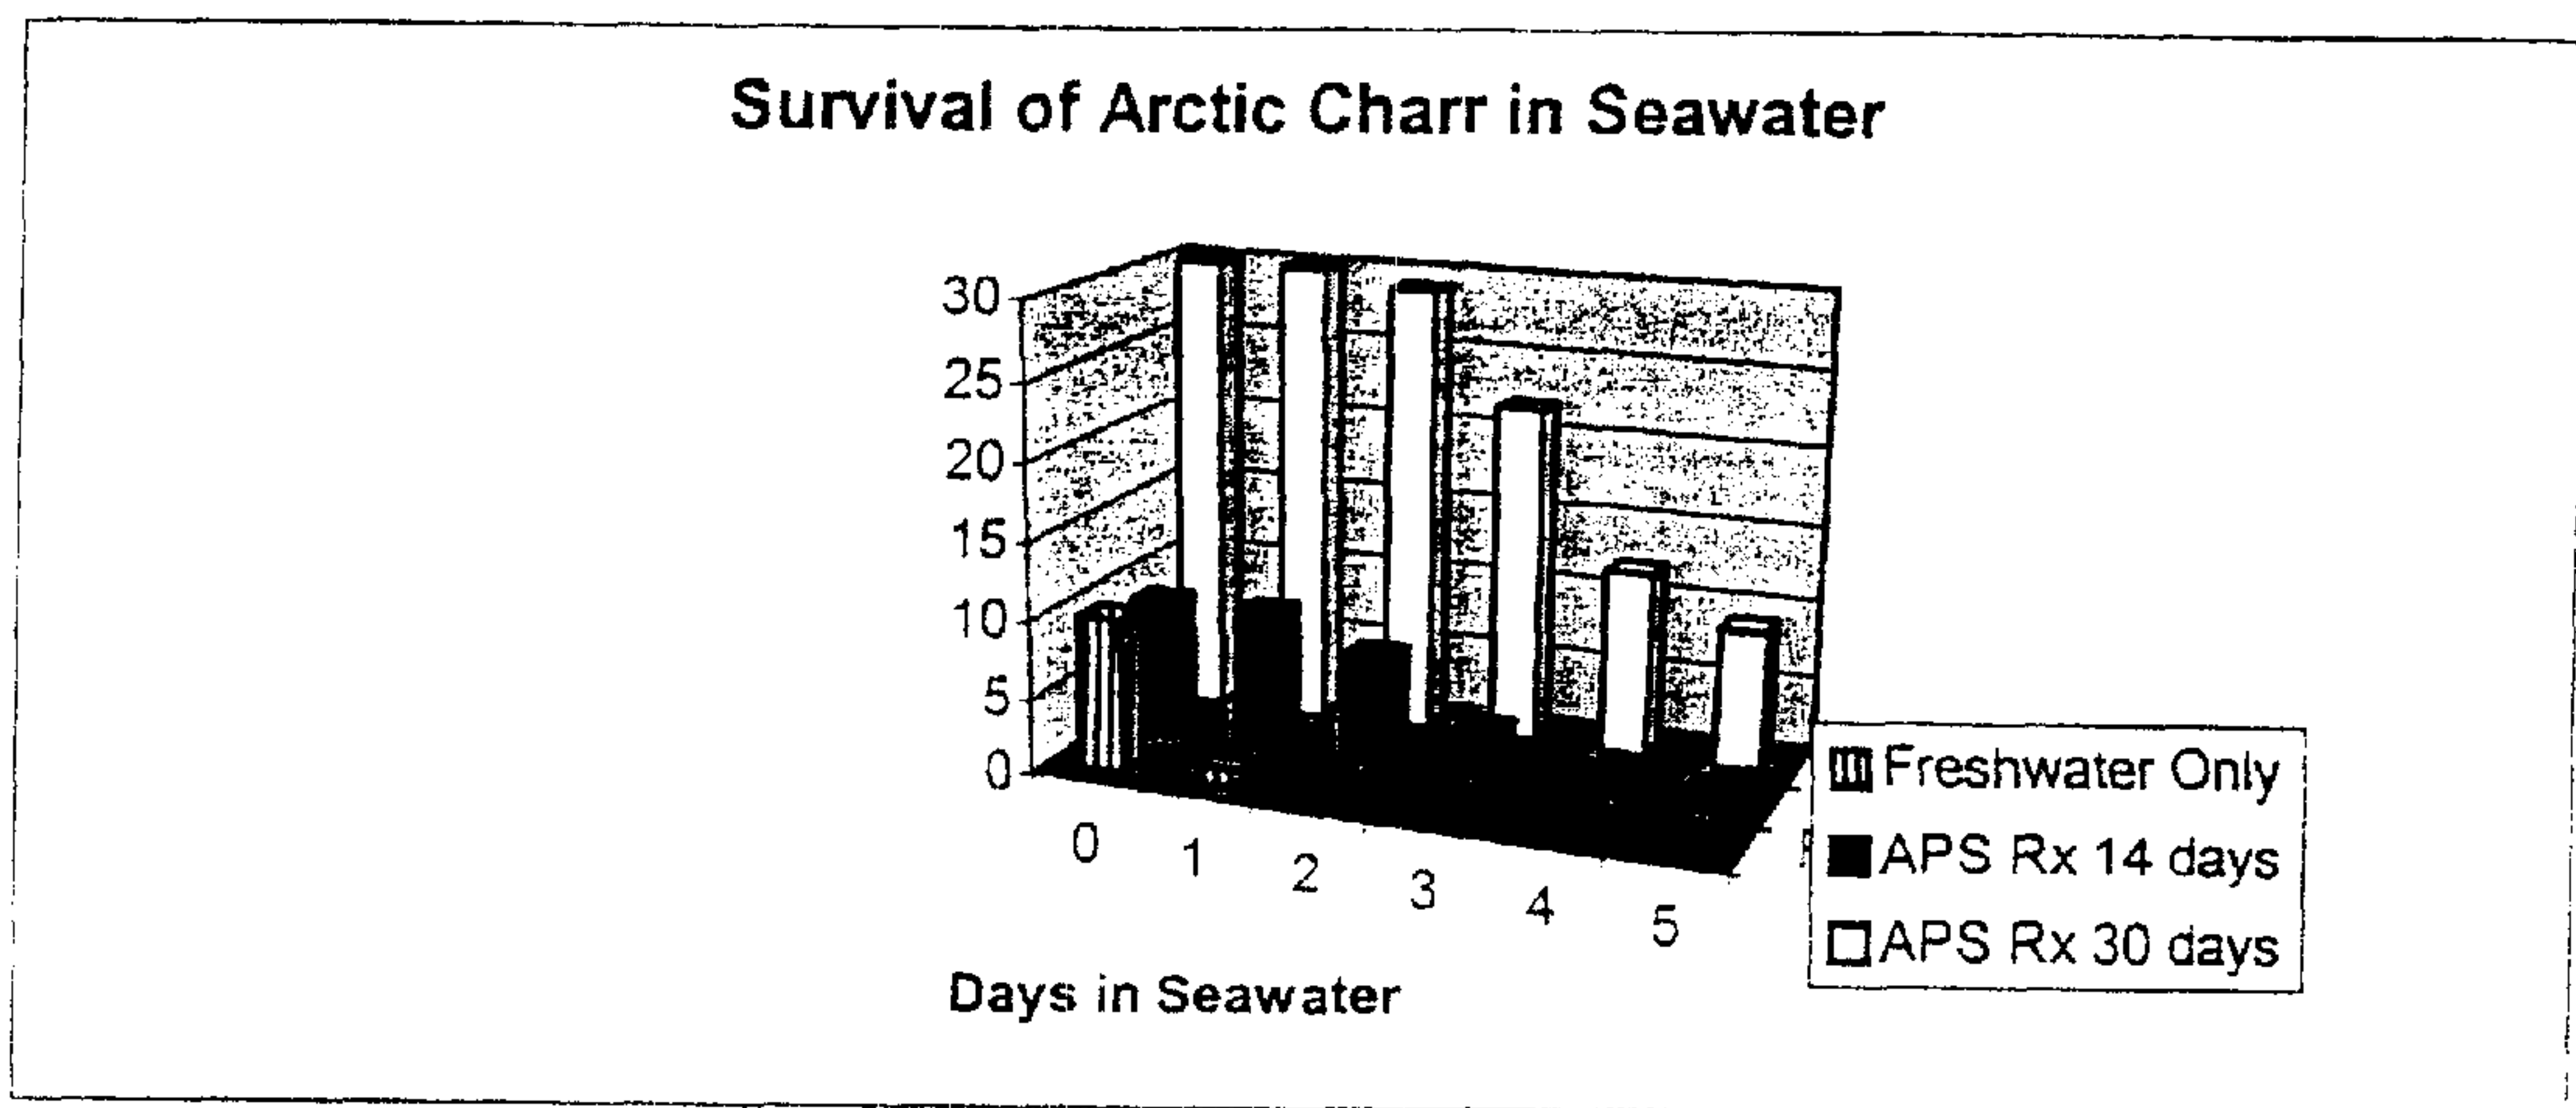 Survival of Arctic Charr in Seawater
30
25
20
15
10
5
0
0
1
2
3
4
5
Days in Seawater
Freshwater Only
APS Rx 14 days
APS Rx 30 days